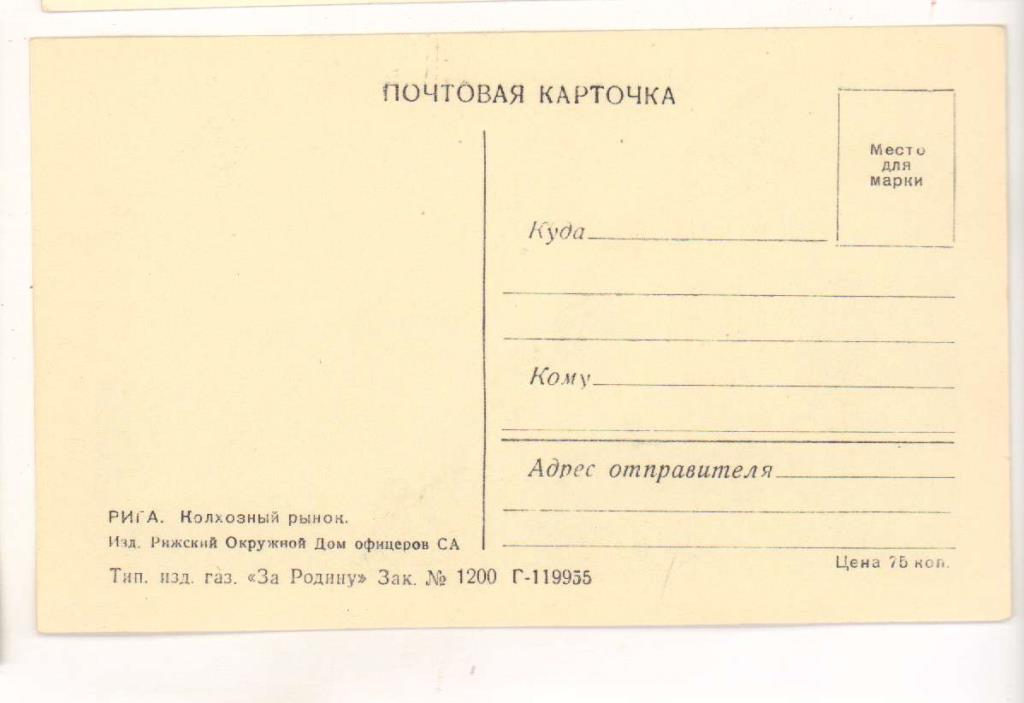 ПОЧТОВАЯ КАРТОЧКА
Место
для
марки
Куда
Кому
Адрес отправителя
РИГА. Колхозный рынок.
Изд. Рижский Окружной Дом офицеров СА
Тип. изд. газ. «За Родину» Зак. № 1200 Г-119955
Цена 75 коп.